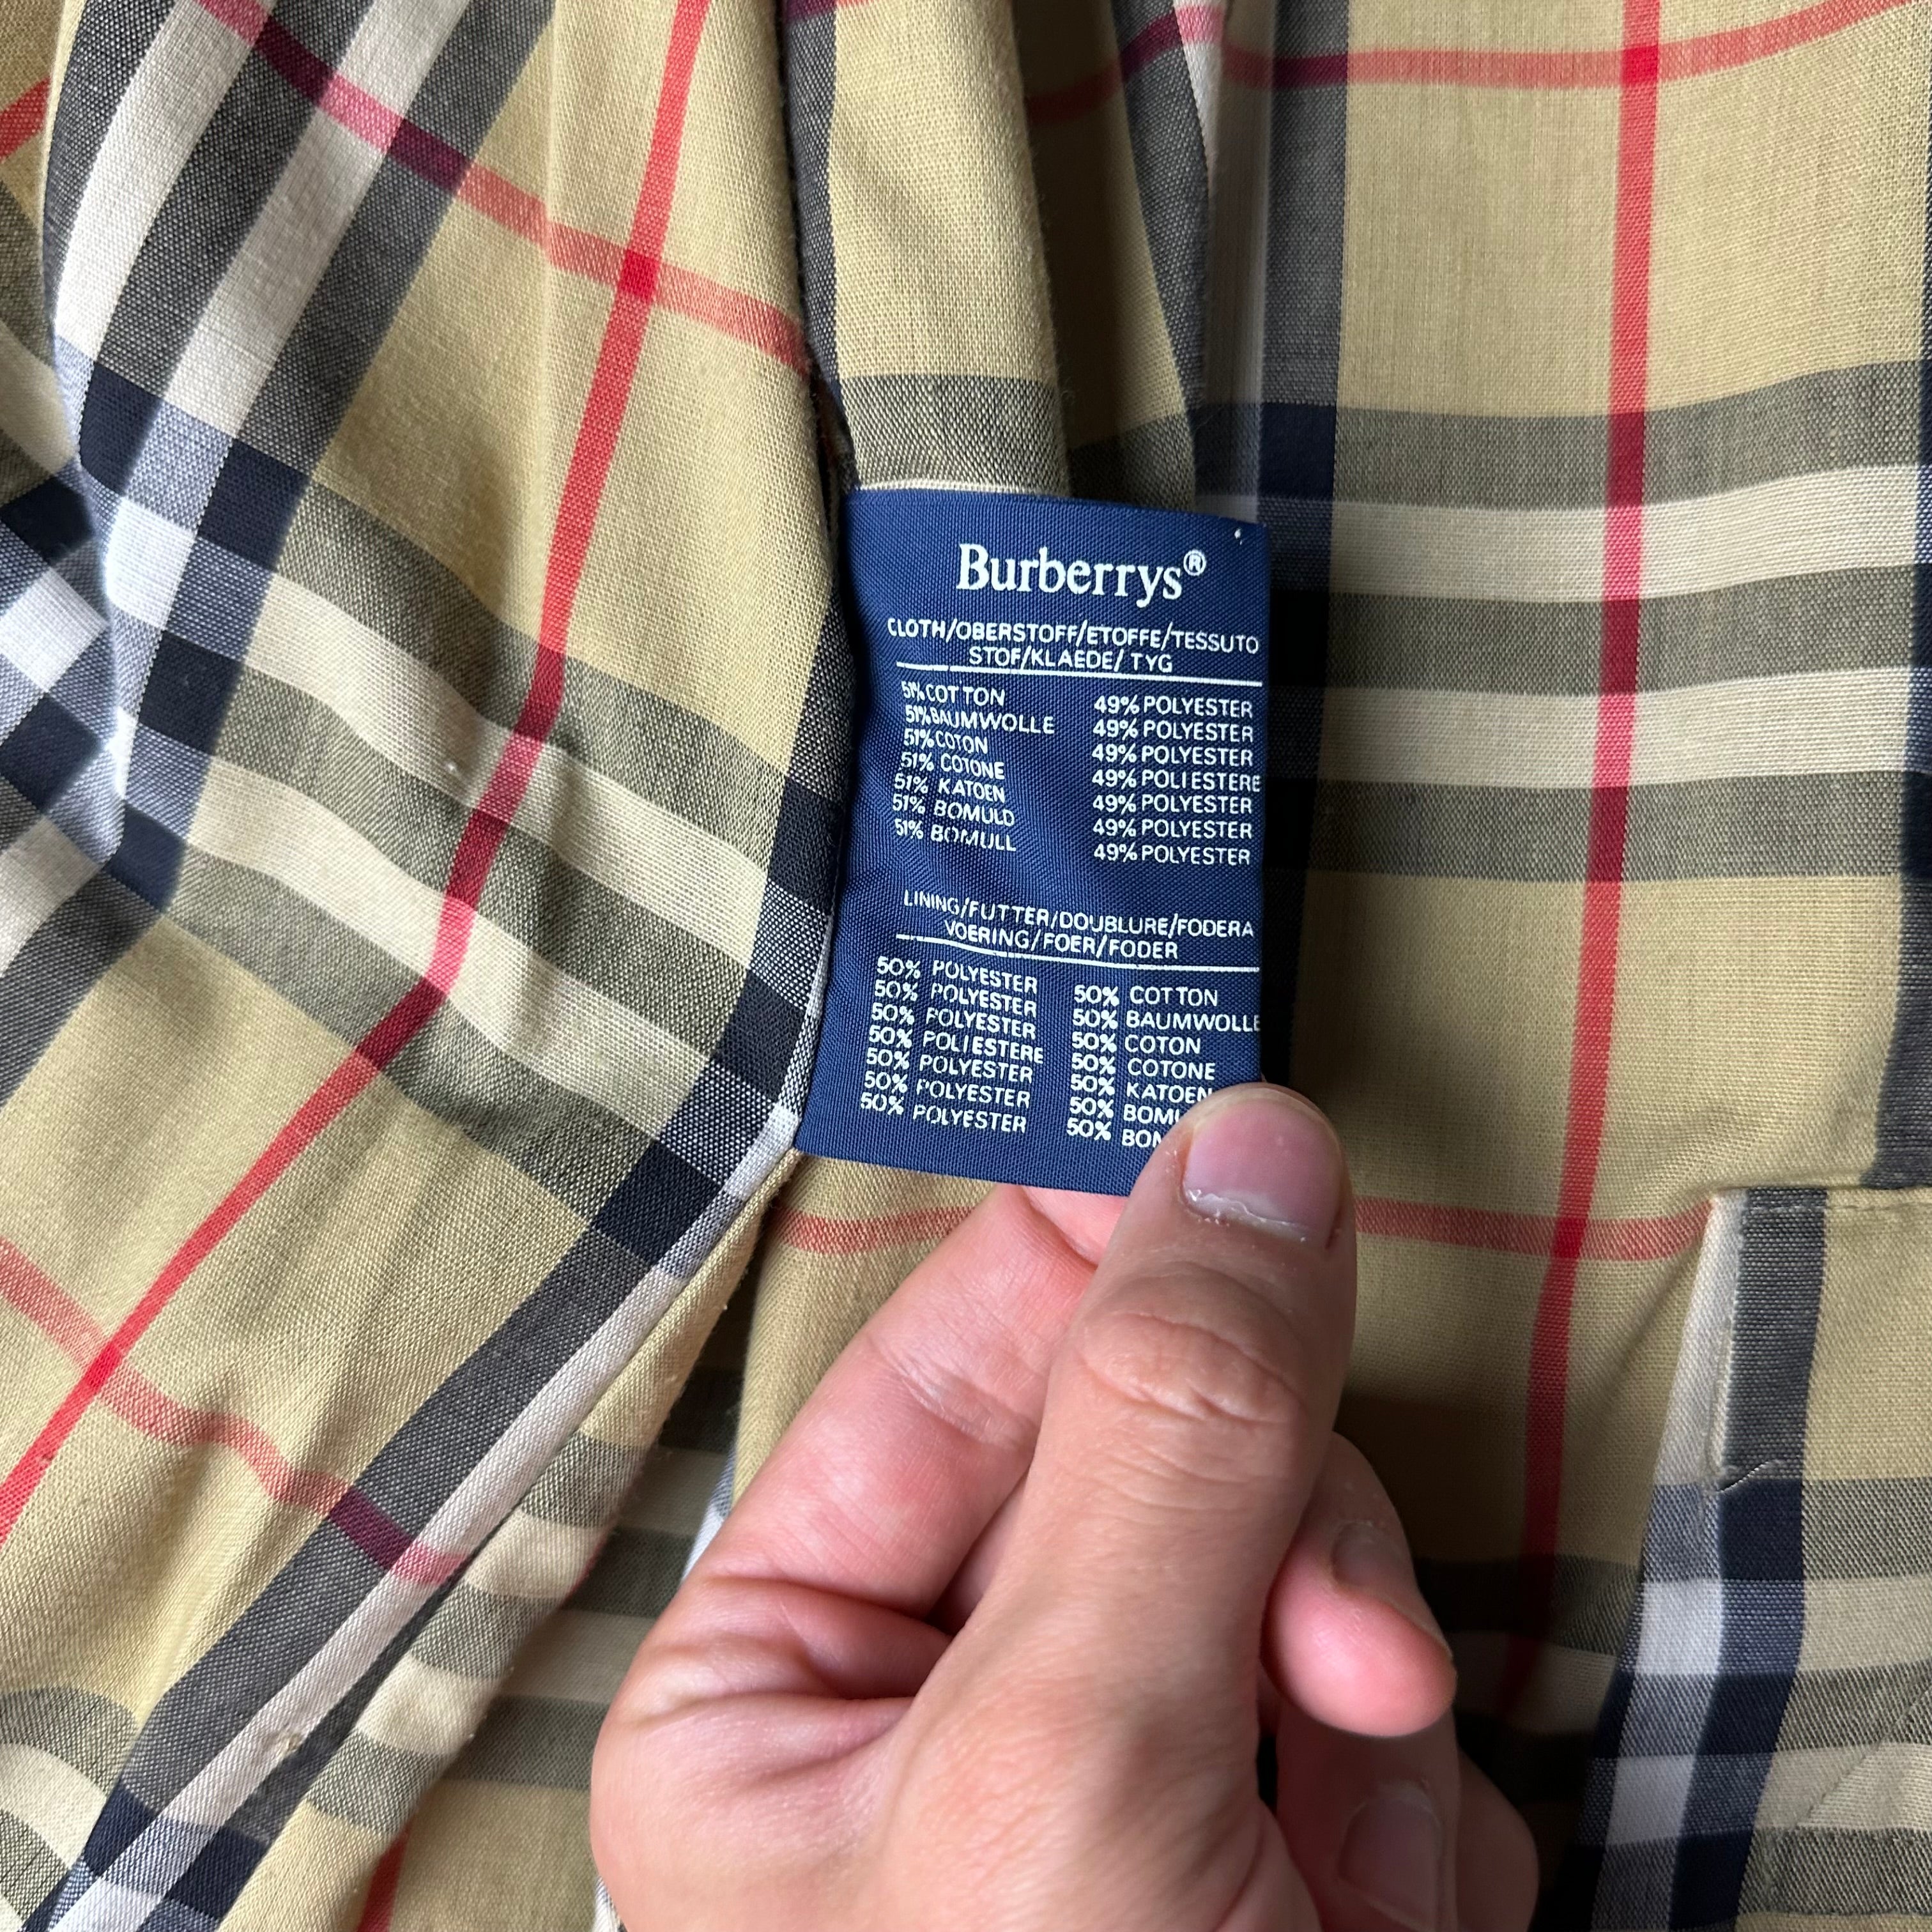 Burberrys®
CLOTH/OBERSTOFF/ETOFFE/TESSUTO
STOF/KLAEDE/ TYG
51% COTTON 49% POLYESTER
51% BAUMWOLLE 49% POLYESTER
51% COTON 49% POLYESTER
51% COTONE 49% POLIESTERE
51% KATOEN 49% POLYESTER
51% BOMULD 49% POLYESTER
51% BOMULL 49% POLYESTER
LINING/FUTTER/DOUBLURE/FODERA
VOERING/FOER/FODER
50% POLYESTER 50% COTTON
50% POLYESTER 50% BAUMWOLLE
50% POLYESTER 50% COTON
50% POLIESTERE 50% COTONE
50% POLYESTER 50% KATOEN
50% POLYESTER 50%
50% POLYESTER 50%